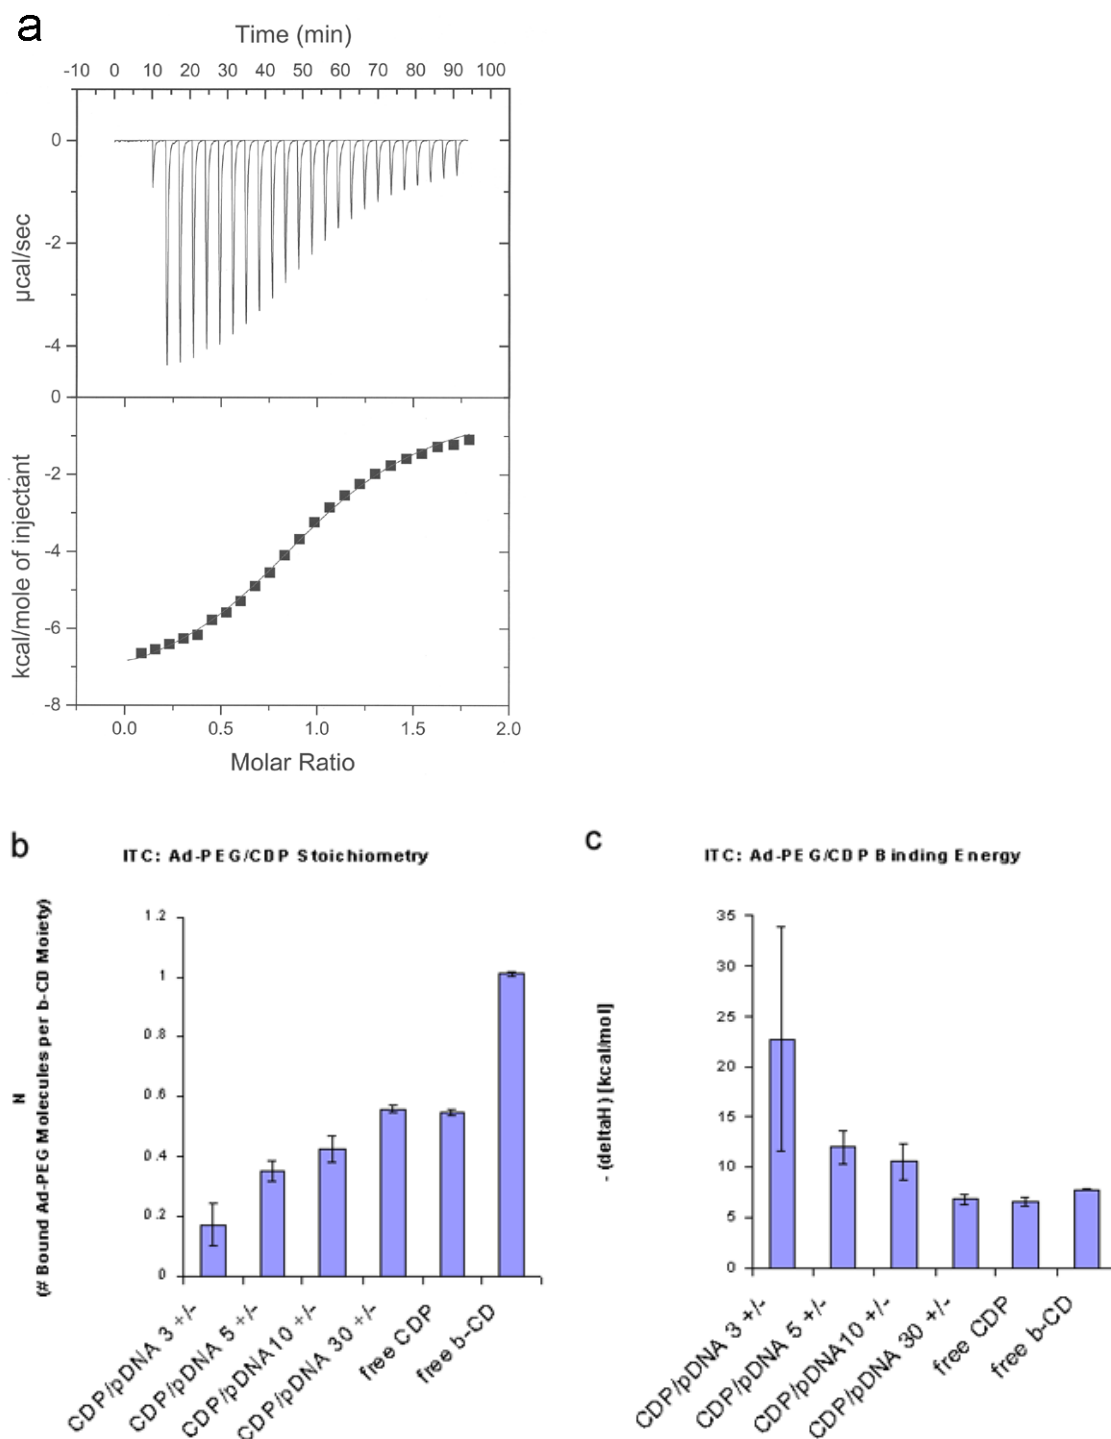 a
Time (min)
-10 0 10 20 30 40 50 60 70 80 90 100
0
-2
-4
µcal/sec
0
-2
-4
-6
-8
kcal/mole of injectant
0.0 0.5 1.0 1.5 2.0
Molar Ratio
b
ITC: Ad-PEG/CDP Stoichiometry
N
(# Bound Ad-PEG Molecules per b-CD Moiety)
1.2
1
0.8
0.6
0.4
0.2
0
CDP/pDNA 3 +/-
CDP/pDNA 5 +/-
CDP/pDNA 10 +/-
CDP/pDNA 30 +/-
free CDP
free b-CD
c
ITC: Ad-PEG/CDP Binding Energy
- (deltaH) [kcal/mol]
35
30
25
20
15
10
5
0
CDP/pDNA 3 +/-
CDP/pDNA 5 +/-
CDP/pDNA10 +/-
CDP/pDNA 30 +/-
free CDP
free b-CD